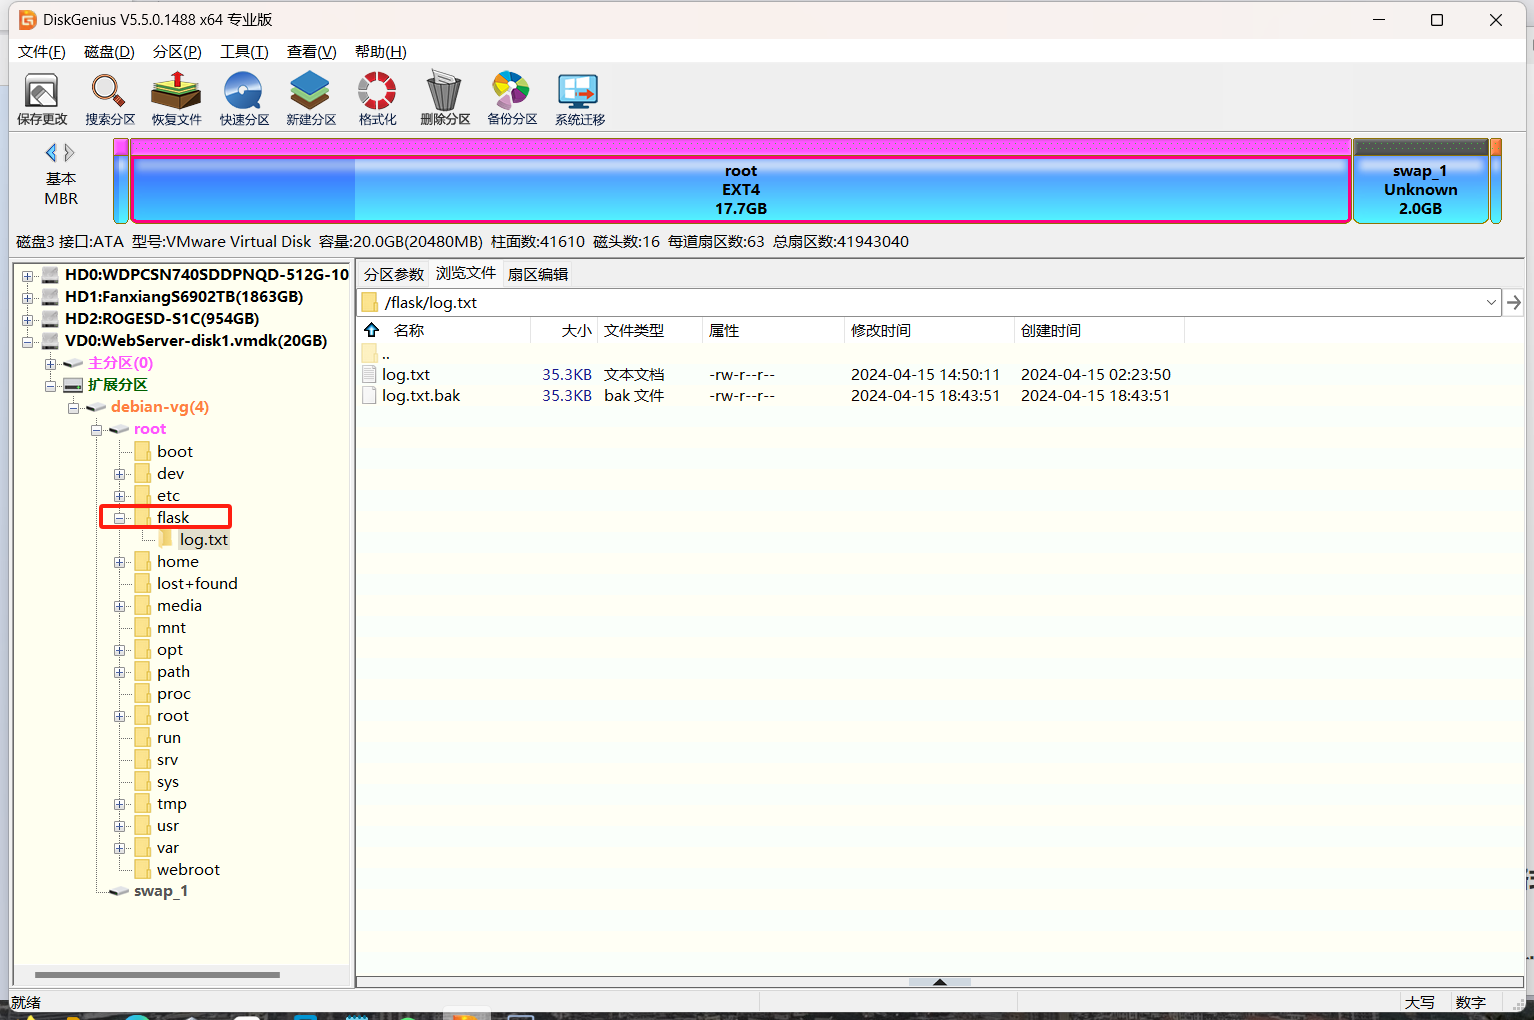 DiskGenius V5.5.0.1488 x64 专业版
文件(F) 磁盘(D) 分区(P) 工具(T) 查看(V) 帮助(H)
保存更改 搜索分区 恢复文件 快速分区 新建分区 格式化 删除分区 备份分区 系统迁移
基本
MBR
root
EXT4
17.7GB
swap_1
Unknown
2.0GB
磁盘3 接口:ATA 型号:VMware Virtual Disk 容量:20.0GB(20480MB) 柱面数:41610 磁头数:16 每道扇区数:63 总扇区数:41943040
HD0:WDPCSN740SDDPNQD-512G-10
HD1:FanxiangS6902TB(1863GB)
HD2:ROGESD-S1C(954GB)
VD0:WebServer-disk1.vmdk(20GB)
主分区(0)
扩展分区
debian-vg(4)
root
boot
dev
etc
flask
log.txt
home
lost+found
media
mnt
opt
path
proc
root
run
srv
sys
tmp
usr
var
webroot
swap_1
分区参数 浏览文件 扇区编辑
/flask/log.txt
名称 大小 文件类型 属性 修改时间 创建时间
..
log.txt 35.3KB 文本文档 -rw-r--r-- 2024-04-15 14:50:11 2024-04-15 02:23:50
log.txt.bak 35.3KB bak 文件 -rw-r--r-- 2024-04-15 18:43:51 2024-04-15 18:43:51
就绪 大写 数字